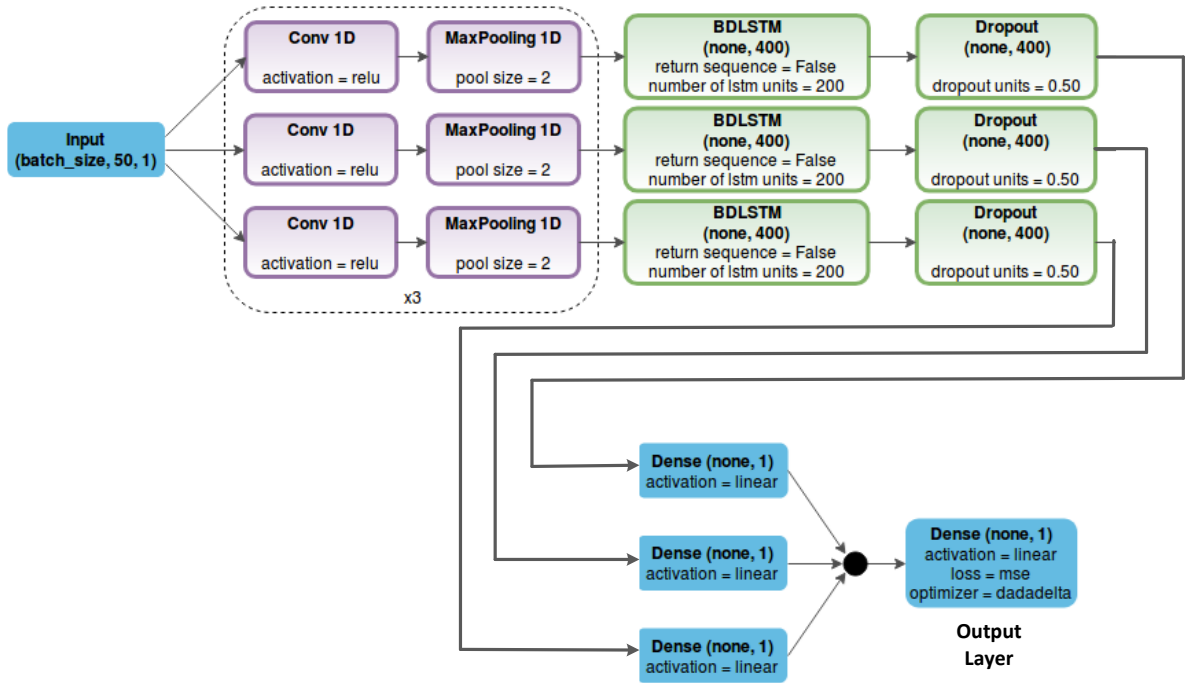 Input
(batch_size, 50, 1)
Conv 1D
activation = relu
MaxPooling 1D
pool size = 2
BDLSTM
(none, 400)
return sequence = False
number of lstm units = 200
Dropout
(none, 400)
dropout units = 0.50
Conv 1D
activation = relu
MaxPooling 1D
pool size = 2
BDLSTM
(none, 400)
return sequence = False
number of lstm units = 200
Dropout
(none, 400)
dropout units = 0.50
Conv 1D
activation = relu
MaxPooling 1D
pool size = 2
BDLSTM
(none, 400)
return sequence = False
number of lstm units = 200
Dropout
(none, 400)
dropout units = 0.50
x3
Dense (none, 1)
activation = linear
Dense (none, 1)
activation = linear
Dense (none, 1)
activation = linear
Dense (none, 1)
activation = linear
loss = mse
optimizer = dadadelta
Output
Layer